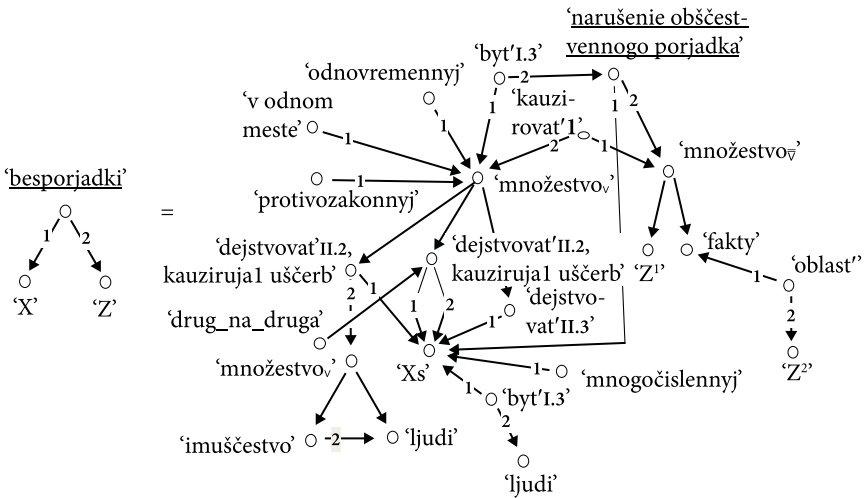 ‘narušenie obščest-
vennogo porjadka’
‘byt′I.3’
2
‘odnovremennyj’
‘kauzi-
rovat′1’
1
2
‘v odnom
meste’
1
1
1
2
1
‘množestvoᵥ̿’
‘besporjadki’
1
‘množestvoᵥ’
‘protivozakonnyj’
1
2
=
‘X’
‘Z’
‘dejstvovat′II.2,
kauziruja1 uščerb’
‘dejstvovat′II.2,
kauziruja1 uščerb’
‘Z¹’
‘fakty’
‘oblast′’
1
2
1
1
2
1
‘dejstvo-
vat′II.3’
2
‘drug_na_druga’
‘množestvoᵥ’
‘Xs’
1
‘mnogočislennyj’
‘Z²’
1
‘byt′I.3’
2
‘imuščestvo’
2
‘ljudi’
‘ljudi’